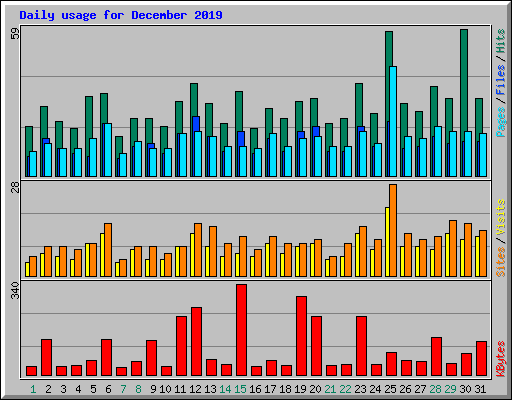 Daily usage for December 2019
59
Pages / Files / Hits
28
Sites / Visits
340
KBytes
1 2 3 4 5 6 7 8 9 10 11 12 13 14 15 16 17 18 19 20 21 22 23 24 25 26 27 28 29 30 31